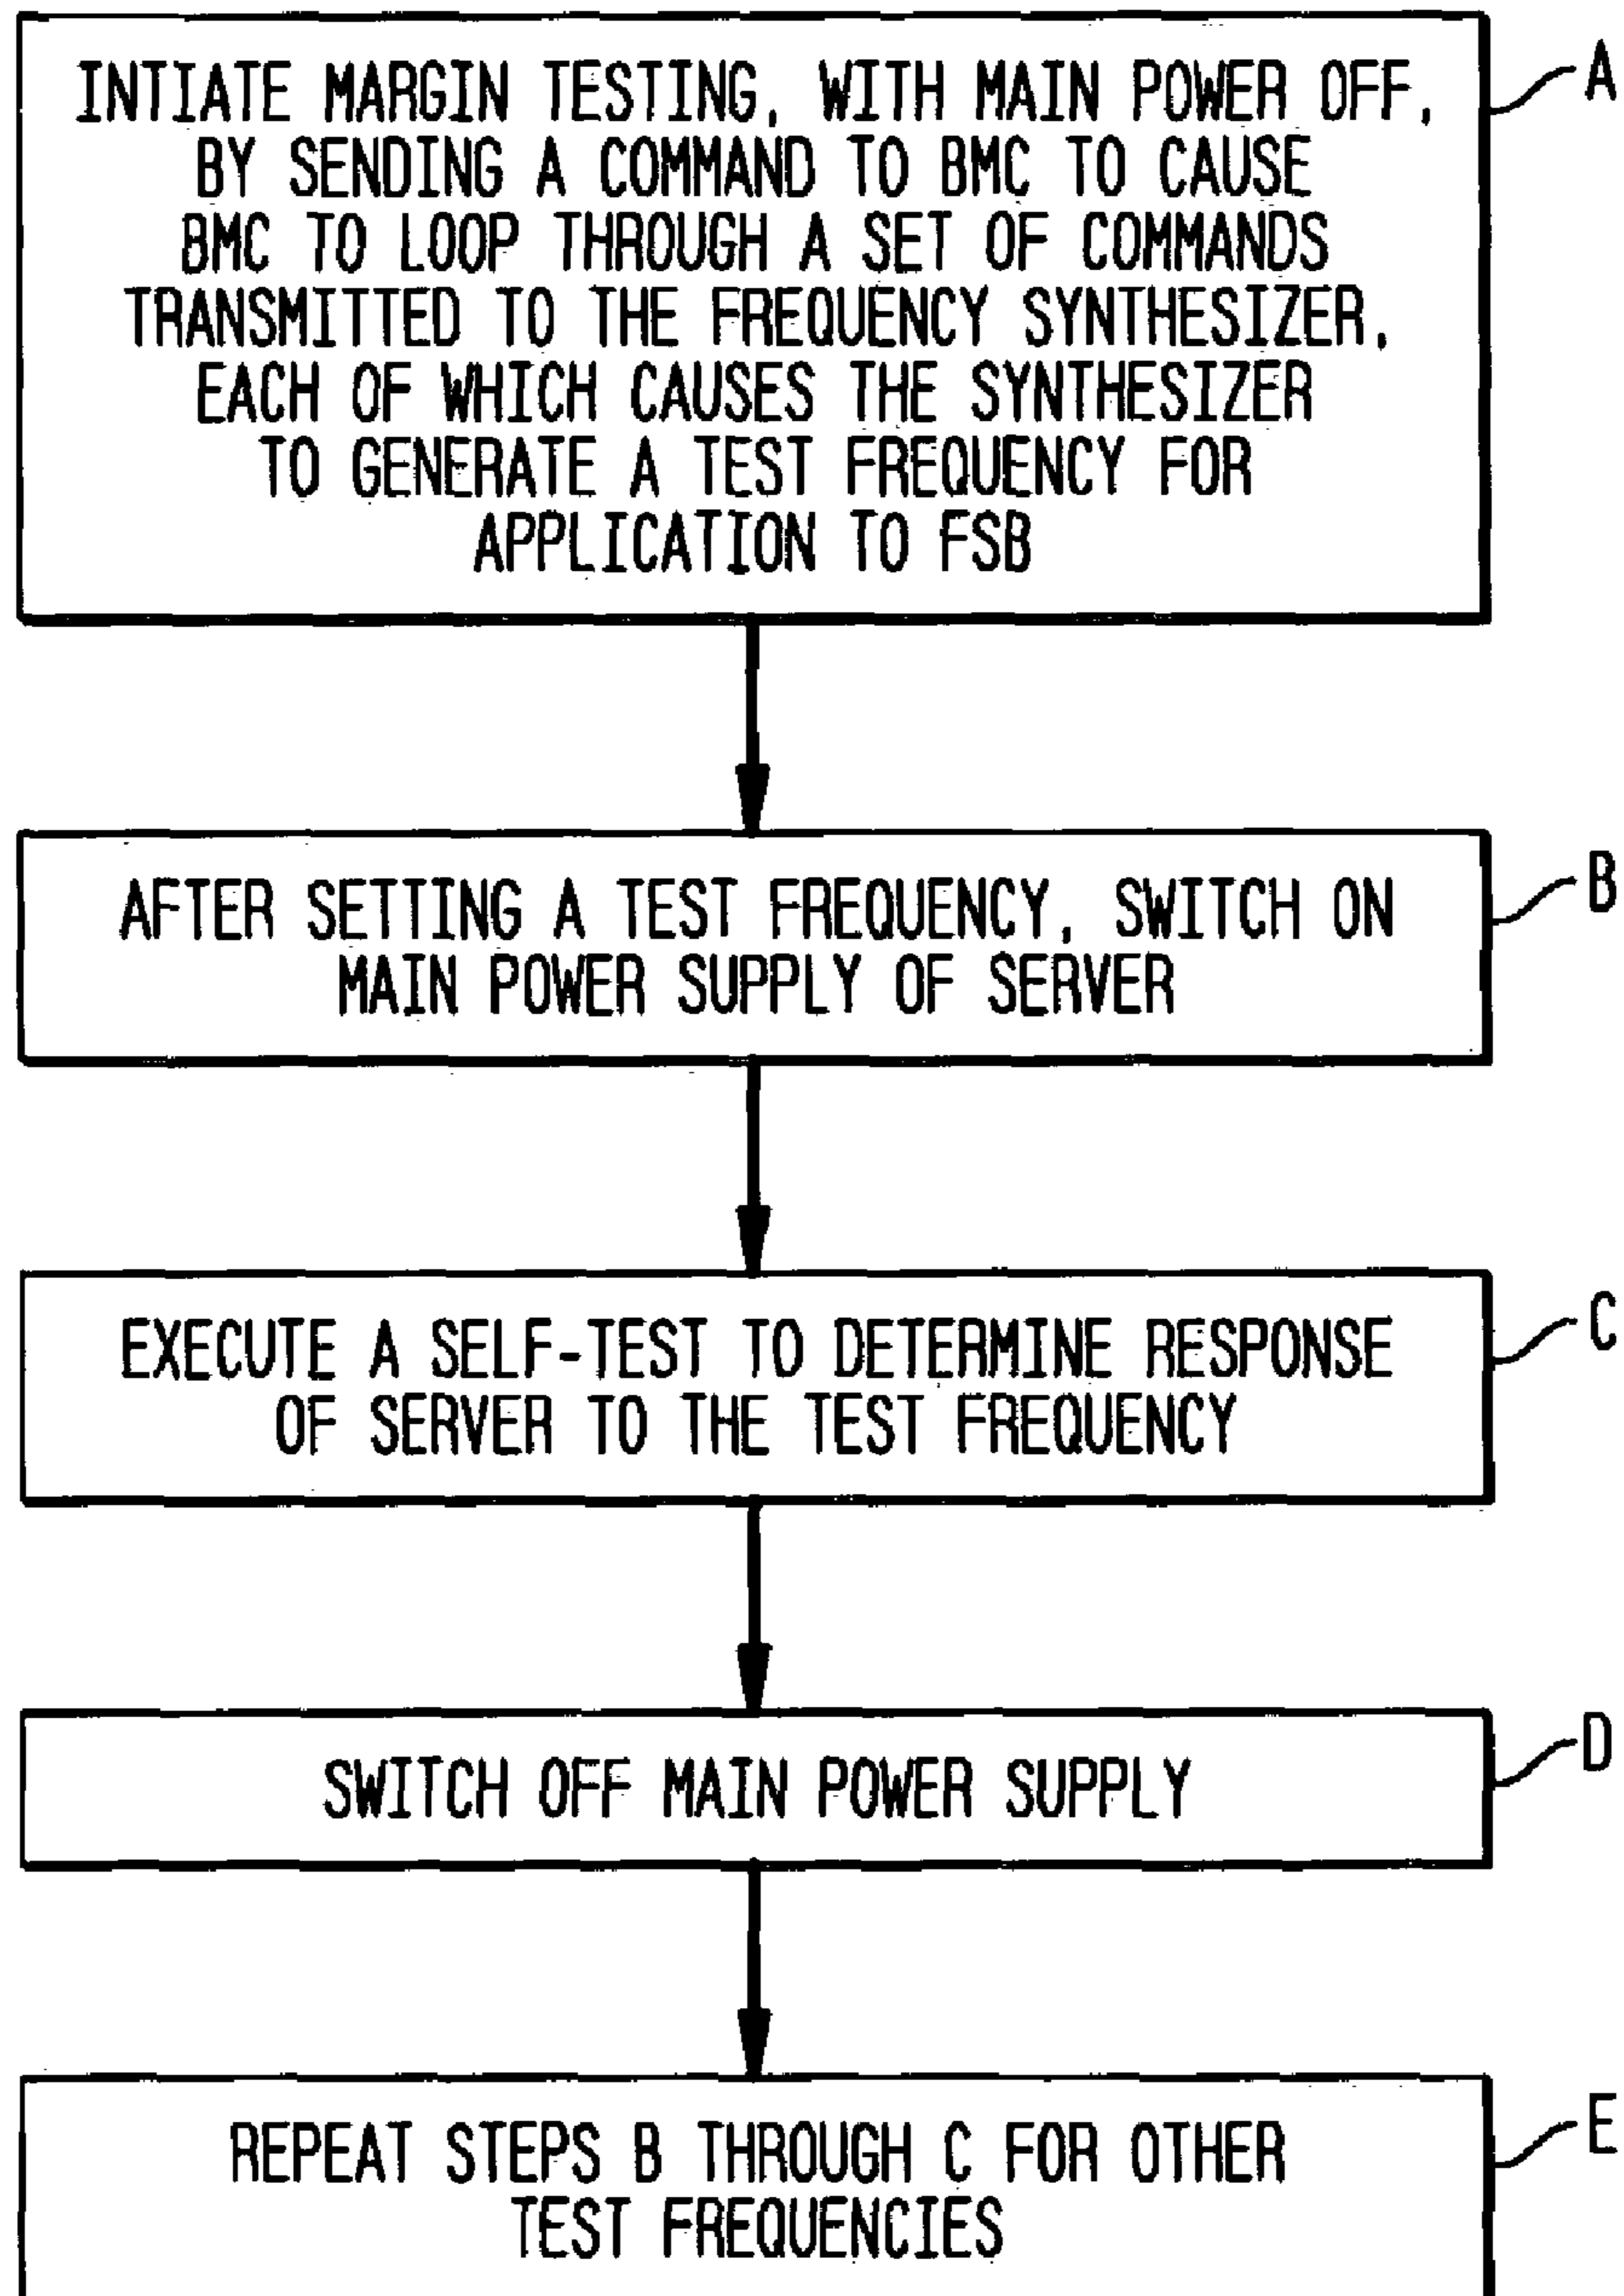 INTIATE MARGIN TESTING, WITH MAIN POWER OFF,
BY SENDING A COMMAND TO BMC TO CAUSE
BMC TO LOOP THROUGH A SET OF COMMANDS
TRANSMITTED TO THE FREQUENCY SYNTHESIZER,
EACH OF WHICH CAUSES THE SYNTHESIZER
TO GENERATE A TEST FREQUENCY FOR
APPLICATION TO FSB
A
AFTER SETTING A TEST FREQUENCY, SWITCH ON
MAIN POWER SUPPLY OF SERVER
B
EXECUTE A SELF-TEST TO DETERMINE RESPONSE
OF SERVER TO THE TEST FREQUENCY
C
SWITCH OFF MAIN POWER SUPPLY
D
REPEAT STEPS B THROUGH C FOR OTHER
TEST FREQUENCIES
E